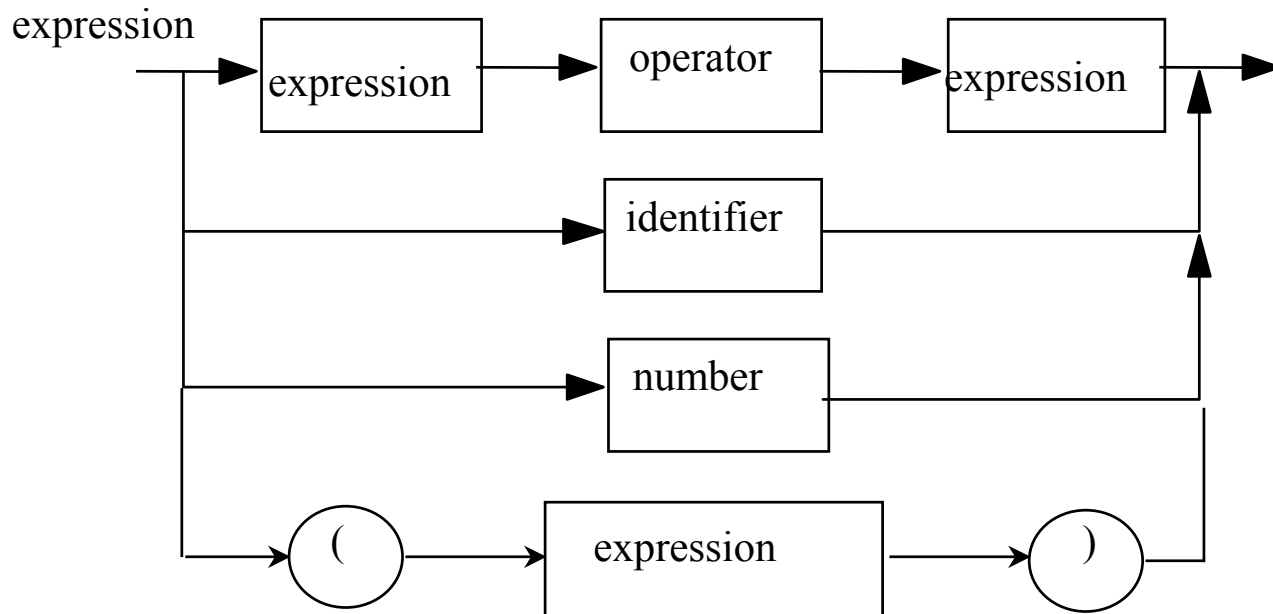 expression
expression
operator
expression
identifier
number
(
expression
)